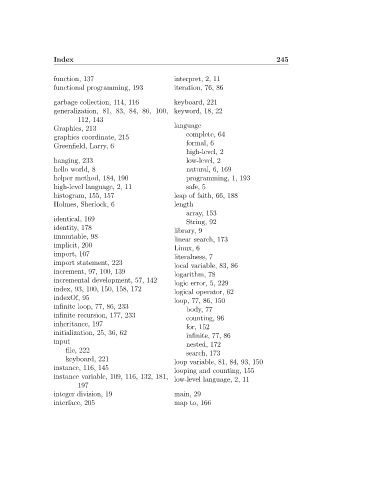 Index 245
function, 137
functional programming, 193
garbage collection, 114, 116
generalization, 81, 83, 84, 86, 100,
112, 143
Graphics, 213
graphics coordinate, 215
Greenfield, Larry, 6
hanging, 233
hello world, 8
helper method, 184, 190
high-level language, 2, 11
histogram, 155, 157
Holmes, Sherlock, 6
identical, 169
identity, 178
immutable, 98
implicit, 200
import, 107
import statement, 223
increment, 97, 100, 139
incremental development, 57, 142
index, 93, 100, 150, 158, 172
indexOf, 95
infinite loop, 77, 86, 233
infinite recursion, 177, 233
inheritance, 197
initialization, 25, 36, 62
input
file, 222
keyboard, 221
instance, 116, 145
instance variable, 109, 116, 132, 181,
197
integer division, 19
interface, 205
interpret, 2, 11
iteration, 76, 86
keyboard, 221
keyword, 18, 22
language
complete, 64
formal, 6
high-level, 2
low-level, 2
natural, 6, 169
programming, 1, 193
safe, 5
leap of faith, 66, 188
length
array, 153
String, 92
library, 9
linear search, 173
Linux, 6
literalness, 7
local variable, 83, 86
logarithm, 78
logic error, 5, 229
logical operator, 62
loop, 77, 86, 150
body, 77
counting, 96
for, 152
infinite, 77, 86
nested, 172
search, 173
loop variable, 81, 84, 93, 150
looping and counting, 155
low-level language, 2, 11
main, 29
map to, 166